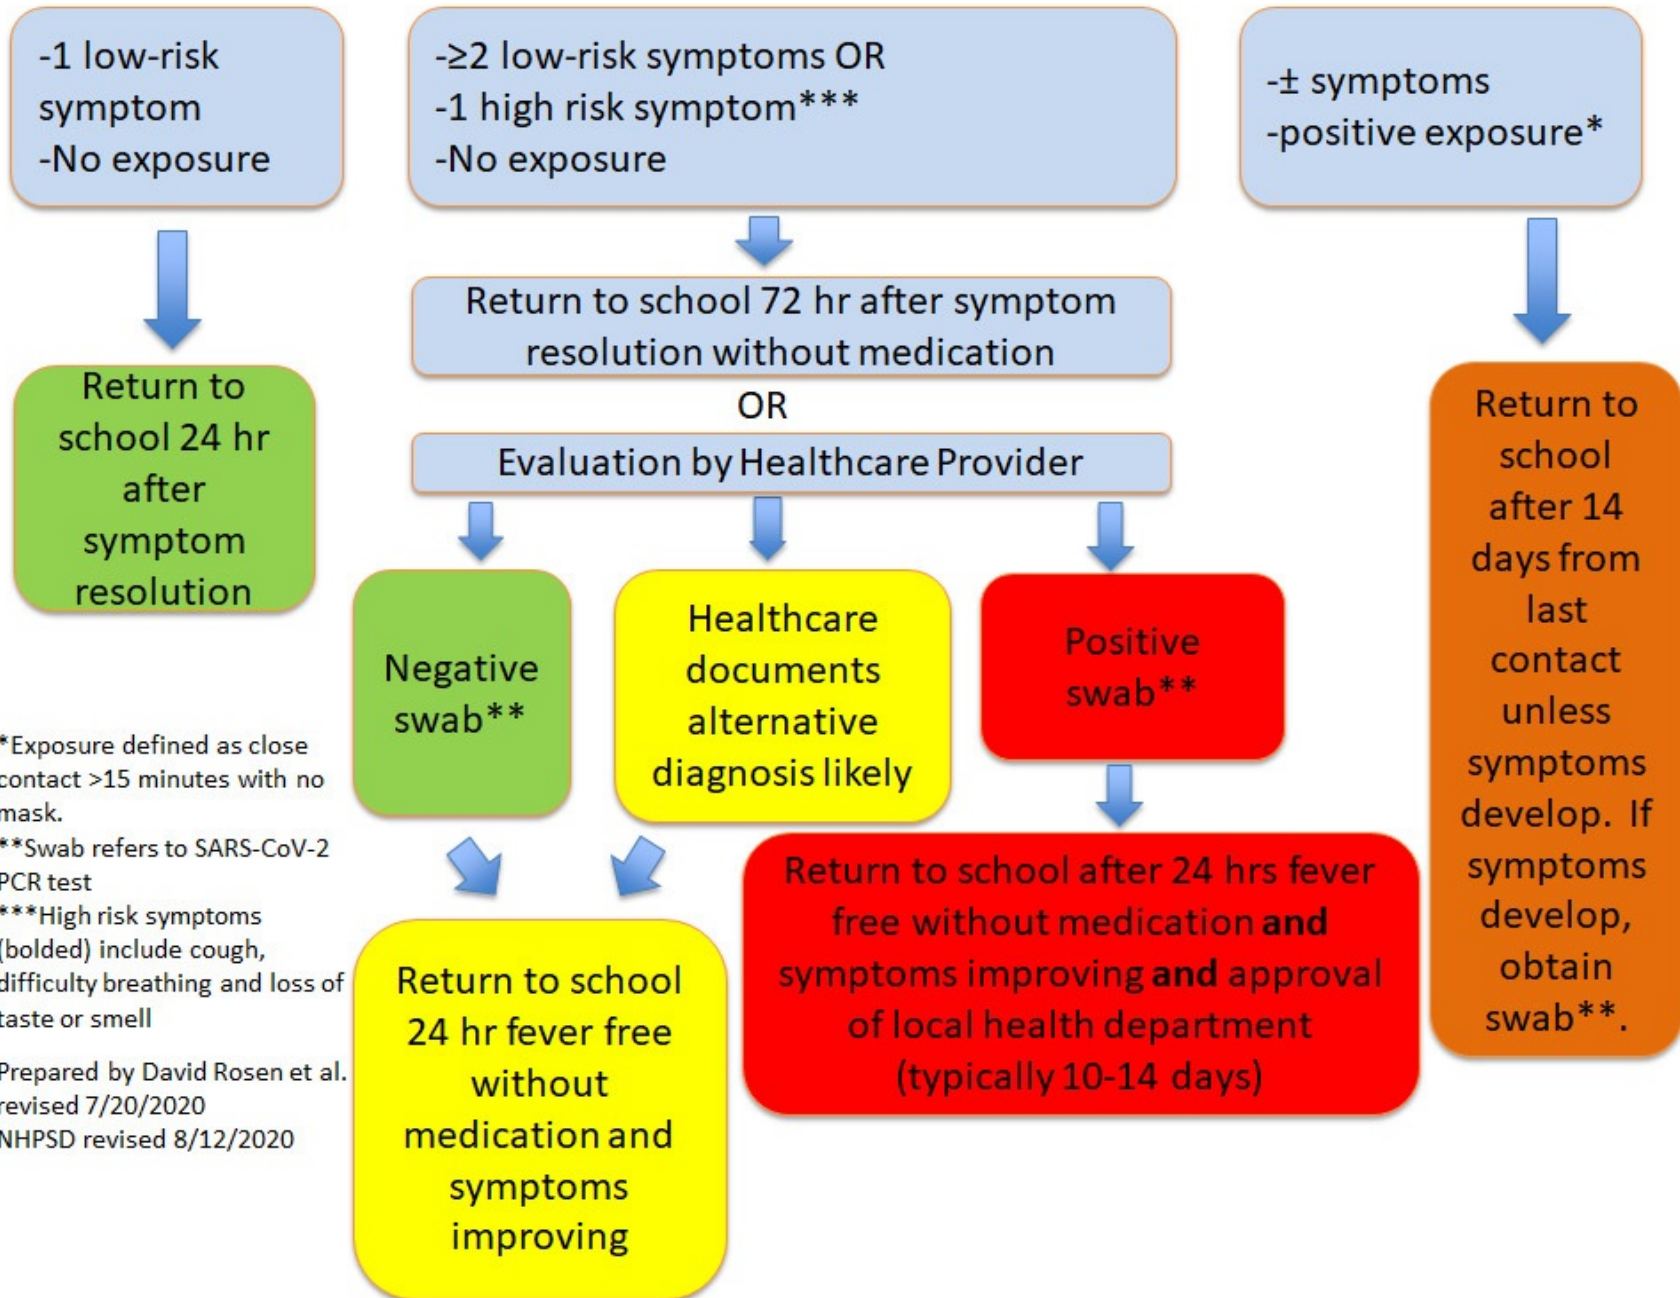 -1 low-risk
symptom
-No exposure
-≥2 low-risk symptoms OR
-1 high risk symptom***
-No exposure
-± symptoms
-positive exposure*
Return to school 72 hr after symptom
resolution without medication
OR
Evaluation by Healthcare Provider
Return to
school 24 hr
after
symptom
resolution
Negative
swab**
Healthcare
documents
alternative
diagnosis likely
Positive
swab**
Return to school
24 hr fever free
without
medication and
symptoms
improving
Return to school after 24 hrs fever
free without medication and
symptoms improving and approval
of local health department
(typically 10-14 days)
Return to
school
after 14
days from
last
contact
unless
symptoms
develop. If
symptoms
develop,
obtain
swab**.
*Exposure defined as close
contact >15 minutes with no
mask.
**Swab refers to SARS-CoV-2
PCR test
***High risk symptoms
(bolded) include cough,
difficulty breathing and loss of
taste or smell
Prepared by David Rosen et al.
revised 7/20/2020
NHPSD revised 8/12/2020